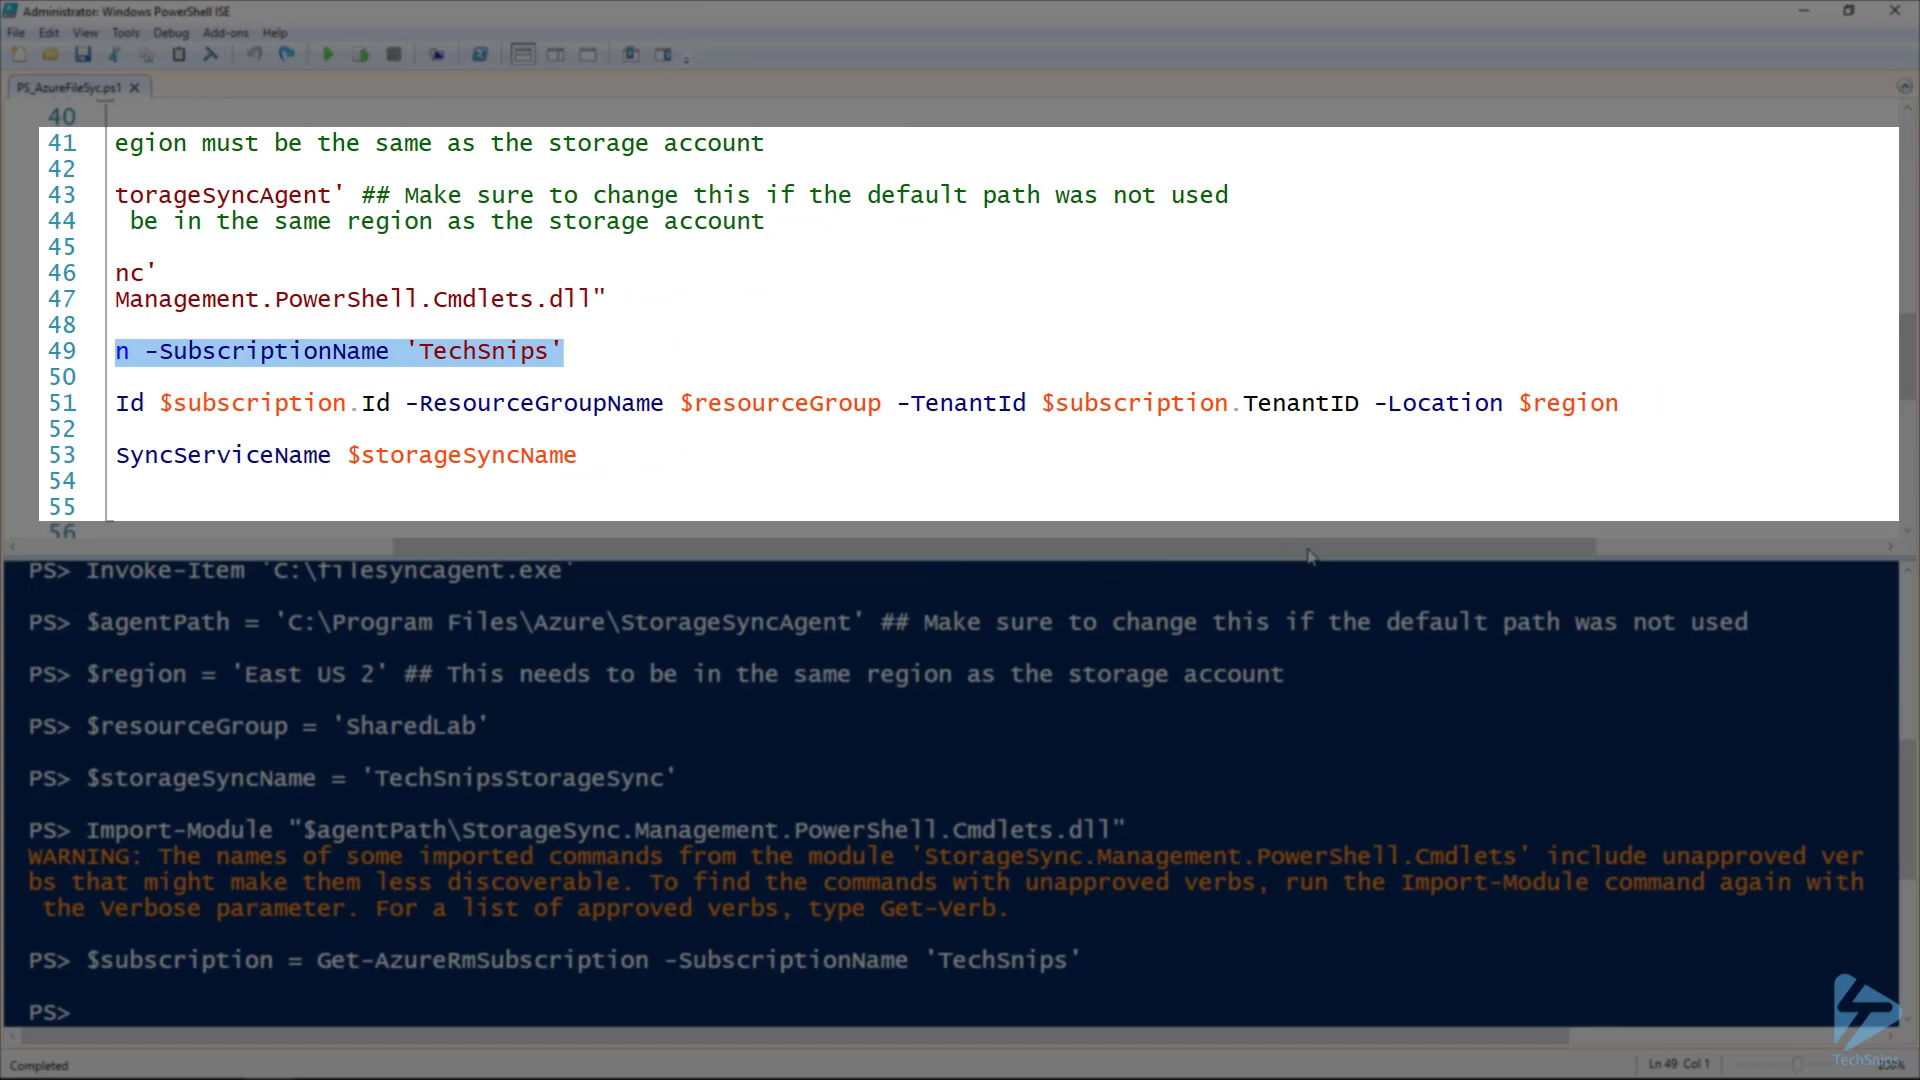 Administrator: Windows PowerShell ISE
File Edit View Tools Debug Add-ons Help
PS_AzureFileSyc.ps1
40
41 egion must be the same as the storage account
42
43 torageSyncAgent' ## Make sure to change this if the default path was not used
44 be in the same region as the storage account
45
46 nc'
47 Management.PowerShell.Cmdlets.dll"
48
49 n -SubscriptionName 'TechSnips'
50
51 Id $subscription.Id -ResourceGroupName $resourceGroup -TenantId $subscription.TenantID -Location $region
52
53 SyncServiceName $storageSyncName
54
55
56
PS> Invoke-Item 'C:\filesyncagent.exe'
PS> $agentPath = 'C:\Program Files\Azure\StorageSyncAgent' ## Make sure to change this if the default path was not used
PS> $region = 'East US 2' ## This needs to be in the same region as the storage account
PS> $resourceGroup = 'SharedLab'
PS> $storageSyncName = 'TechSnipsStorageSync'
PS> Import-Module "$agentPath\StorageSync.Management.PowerShell.Cmdlets.dll"
WARNING: The names of some imported commands from the module 'StorageSync.Management.PowerShell.Cmdlets' include unapproved ver
bs that might make them less discoverable. To find the commands with unapproved verbs, run the Import-Module command again with
the Verbose parameter. For a list of approved verbs, type Get-Verb.
PS> $subscription = Get-AzureRmSubscription -SubscriptionName 'TechSnips'
PS>
TechSnips
Completed
Ln 49 Col 1